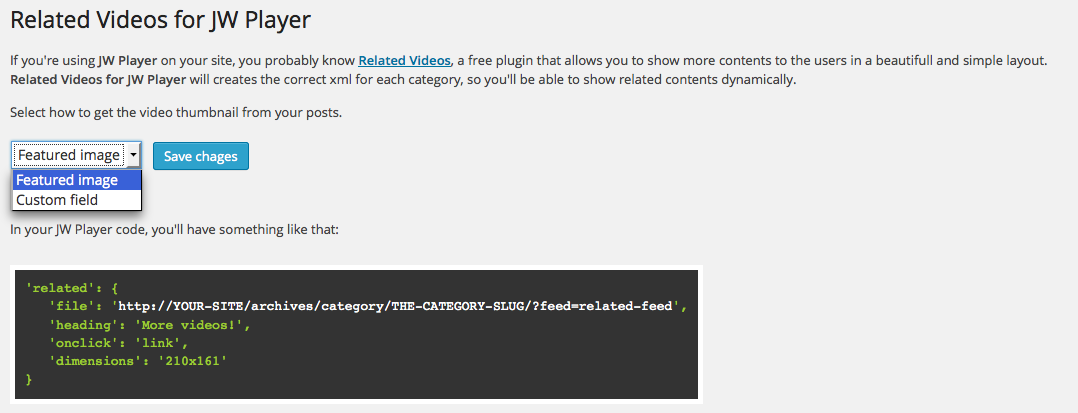 Related Videos for JW Player
If you're using JW Player on your site, you probably know Related Videos, a free plugin that allows you to show more contents to the users in a beautifull and simple layout.
Related Videos for JW Player will creates the correct xml for each category, so you'll be able to show related contents dynamically.
Select how to get the video thumbnail from your posts.
Featured image Save chages
Featured image
Custom field
In your JW Player code, you'll have something like that:
'related': {
'file': 'http://YOUR-SITE/archives/category/THE-CATEGORY-SLUG/?feed=related-feed',
'heading': 'More videos!',
'onclick': 'link',
'dimensions': '210x161'
}